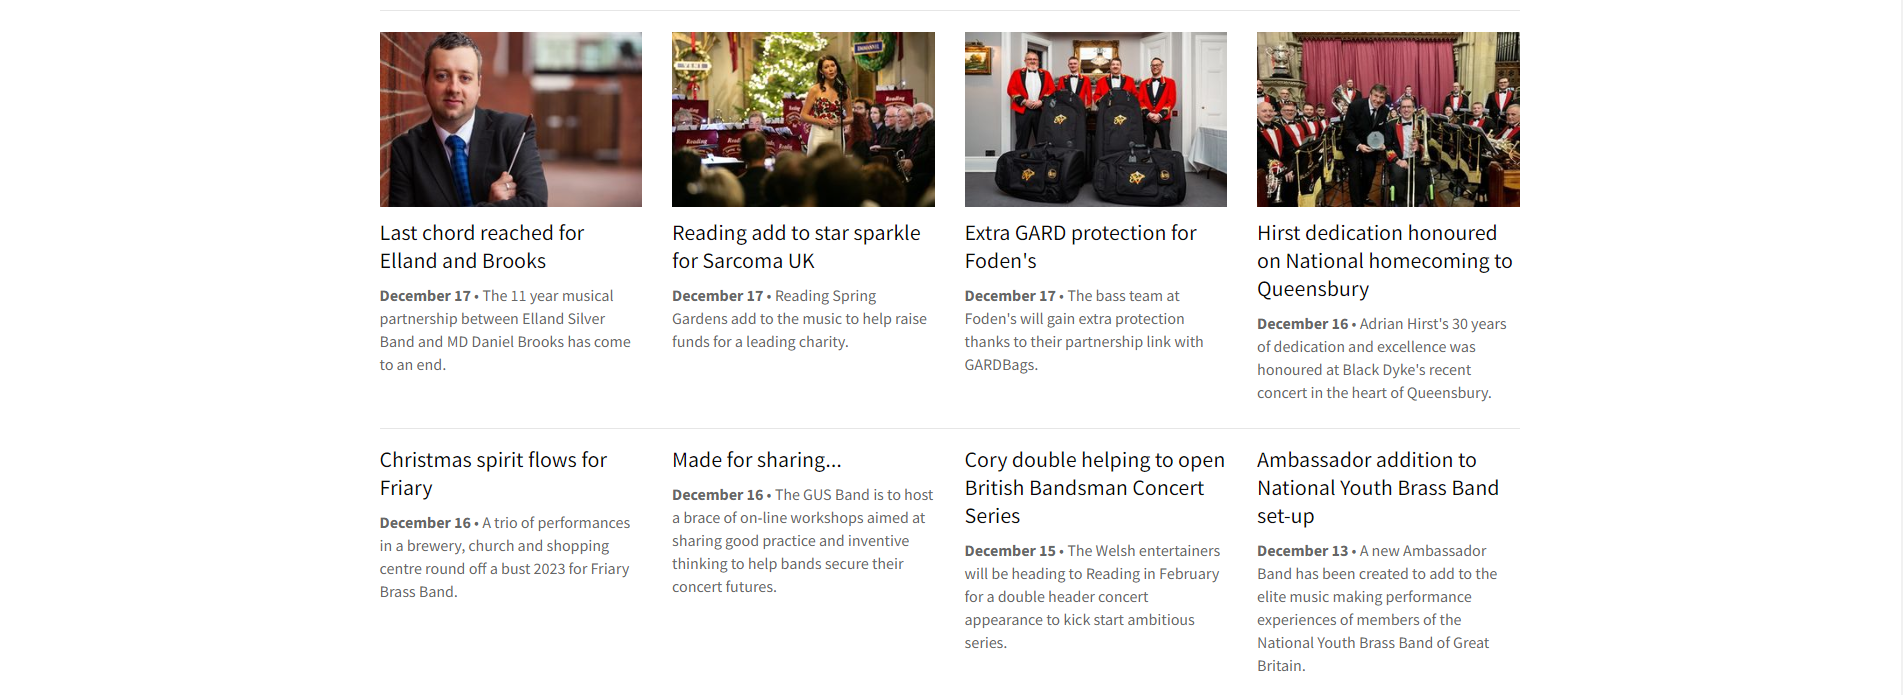 EMMANUEL
Reading
Reading
Reading
Last chord reached for
Elland and Brooks
December 17 • The 11 year musical
partnership between Elland Silver
Band and MD Daniel Brooks has come
to an end.
Reading add to star sparkle
for Sarcoma UK
December 17 • Reading Spring
Gardens add to the music to help raise
funds for a leading charity.
Extra GARD protection for
Foden's
December 17 • The bass team at
Foden's will gain extra protection
thanks to their partnership link with
GARDBags.
Hirst dedication honoured
on National homecoming to
Queensbury
December 16 • Adrian Hirst's 30 years
of dedication and excellence was
honoured at Black Dyke's recent
concert in the heart of Queensbury.
Christmas spirit flows for
Friary
December 16 • A trio of performances
in a brewery, church and shopping
centre round off a bust 2023 for Friary
Brass Band.
Made for sharing...
December 16 • The GUS Band is to host
a brace of on-line workshops aimed at
sharing good practice and inventive
thinking to help bands secure their
concert futures.
Cory double helping to open
British Bandsman Concert
Series
December 15 • The Welsh entertainers
will be heading to Reading in February
for a double header concert
appearance to kick start ambitious
series.
Ambassador addition to
National Youth Brass Band
set-up
December 13 • A new Ambassador
Band has been created to add to the
elite music making performance
experiences of members of the
National Youth Brass Band of Great
Britain.